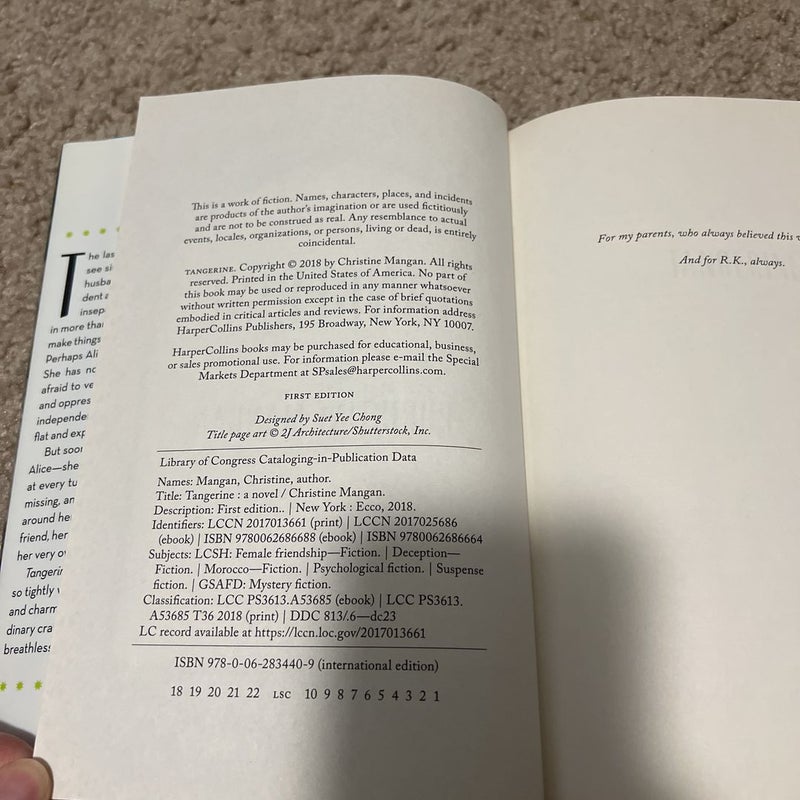 The las
see si
husba
dent a
insep
in more than
make things
Perhaps Ali
She has no
afraid to ve
and oppres
independe
flat and exp
But soon
Alice—she
at every tu
missing, an
around he
friend, her
her very ov
Tangerin
so tightly
and charm
dinary cra
breathless
This is a work of fiction. Names, characters, places, and incidents
are products of the author's imagination or are used fictitiously
and are not to be construed as real. Any resemblance to actual
events, locales, organizations, or persons, living or dead, is entirely
coincidental.
TANGERINE. Copyright © 2018 by Christine Mangan. All rights
reserved. Printed in the United States of America. No part of
this book may be used or reproduced in any manner whatsoever
without written permission except in the case of brief quotations
embodied in critical articles and reviews. For information address
HarperCollins Publishers, 195 Broadway, New York, NY 10007.
HarperCollins books may be purchased for educational, business,
or sales promotional use. For information please e-mail the Special
Markets Department at SPsales@harpercollins.com.
FIRST EDITION
Designed by Suet Yee Chong
Title page art © 2J Architecture/Shutterstock, Inc.
Library of Congress Cataloging-in-Publication Data
Names: Mangan, Christine, author.
Title: Tangerine : a novel / Christine Mangan.
Description: First edition.. | New York : Ecco, 2018.
Identifiers: LCCN 2017013661 (print) | LCCN 2017025686
(ebook) | ISBN 9780062686688 (ebook) | ISBN 9780062686664
Subjects: LCSH: Female friendship—Fiction. | Deception—
Fiction. | Morocco—Fiction. | Psychological fiction. | Suspense
fiction. | GSAFD: Mystery fiction.
Classification: LCC PS3613.A53685 (ebook) | LCC PS3613.
A53685 T36 2018 (print) | DDC 813/.6—dc23
LC record available at https://lccn.loc.gov/2017013661
ISBN 978-0-06-283440-9 (international edition)
18 19 20 21 22 LSC 10 9 8 7 6 5 4 3 2 1
For my parents, who always believed this
And for R.K., always.